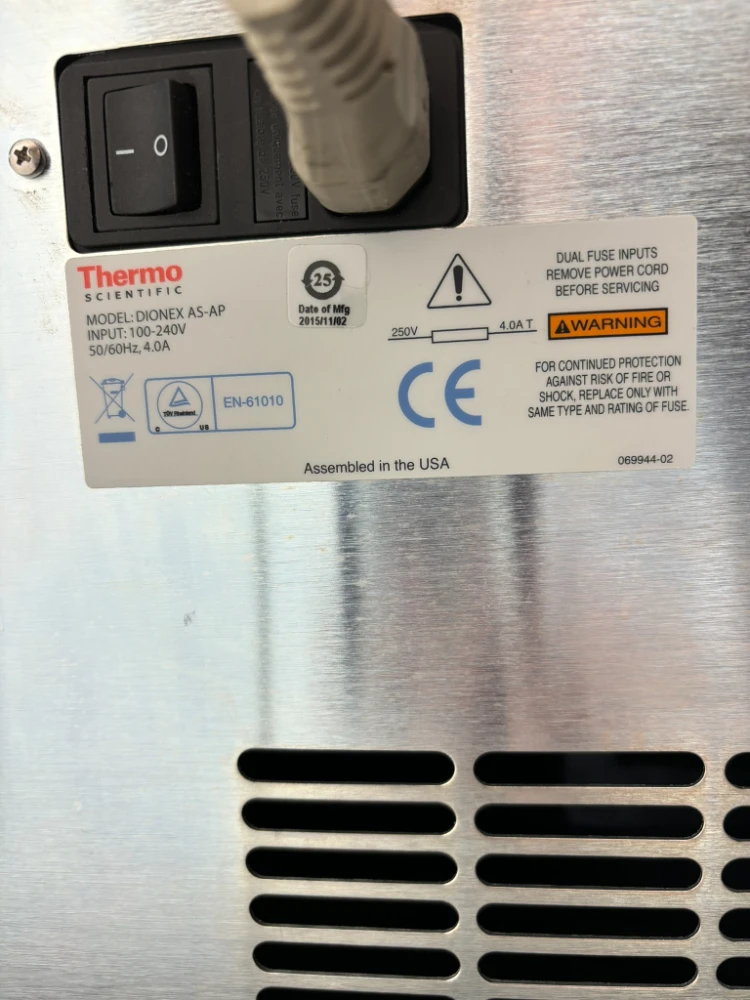 Thermo
SCIENTIFIC
MODEL: DIONEX AS-AP
INPUT: 100-240V
50/60Hz, 4.0A
25
Date of Mfg
2015/11/02
250V
4.0A T
DUAL FUSE INPUTS
REMOVE POWER CORD
BEFORE SERVICING
WARNING
FOR CONTINUED PROTECTION
AGAINST RISK OF FIRE OR
SHOCK, REPLACE ONLY WITH
SAME TYPE AND RATING OF FUSE.
TÜV Rheinland
C US
EN-61010
CE
Assembled in the USA
069944-02